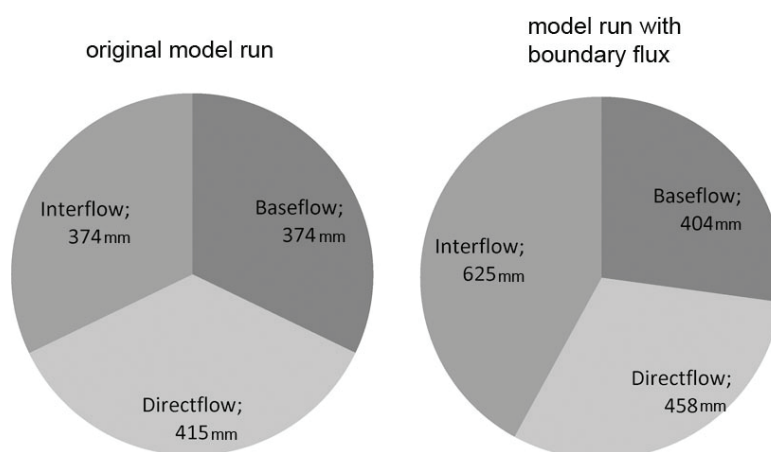 original model run
Interflow;
374mm
Baseflow;
374mm
Directflow;
415mm
model run with
boundary flux
Interflow;
625mm
Baseflow;
404mm
Directflow;
458mm